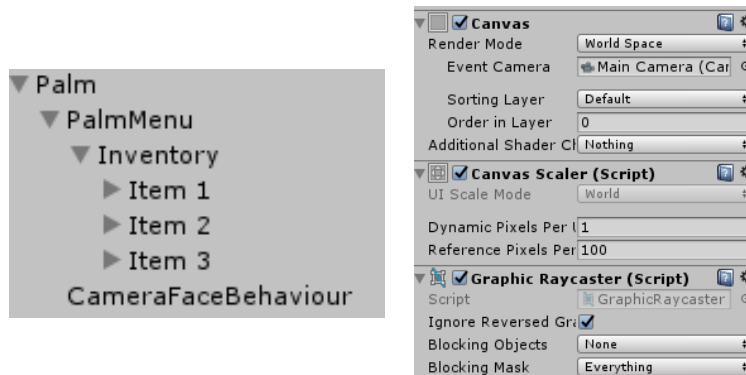 Palm
PalmMenu
Inventory
Item 1
Item 2
Item 3
CameraFaceBehaviour
Canvas
Render Mode World Space
Event Camera Main Camera (Car
Sorting Layer Default
Order in Layer 0
Additional Shader Cl Nothing
Canvas Scaler (Script)
UI Scale Mode World
Dynamic Pixels Per U 1
Reference Pixels Per 100
Graphic Raycaster (Script)
Script GraphicRaycaster
Ignore Reversed Gra
Blocking Objects None
Blocking Mask Everything